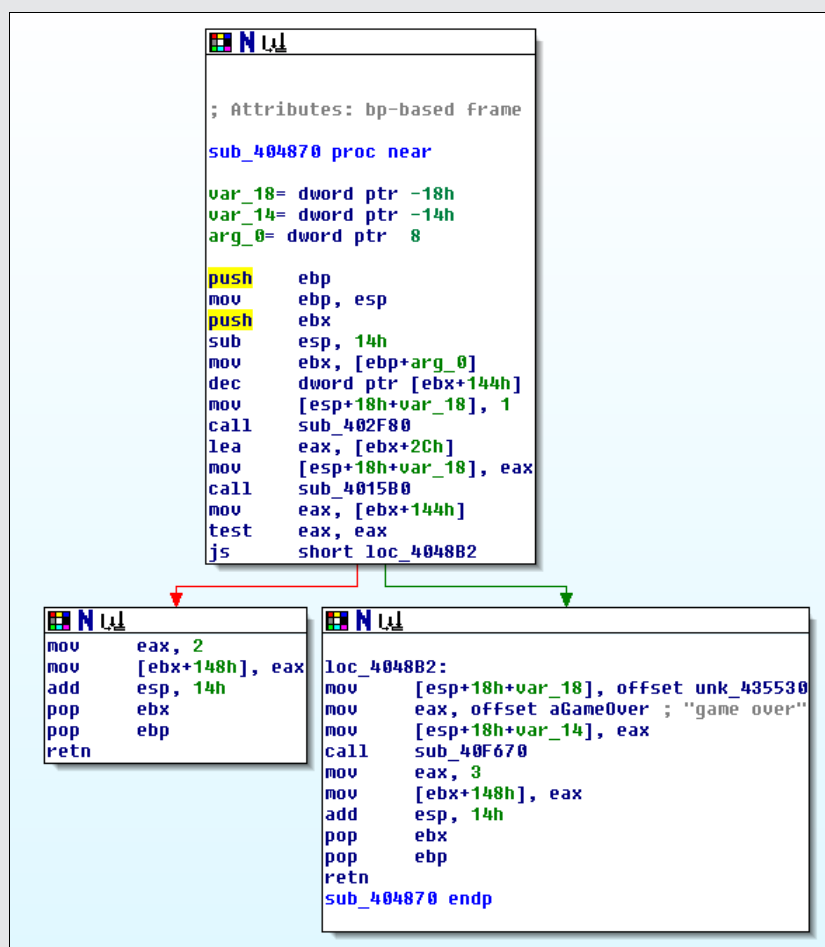 ; Attributes: bp-based frame
sub_404870 proc near
var_18= dword ptr -18h
var_14= dword ptr -14h
arg_0= dword ptr  8
push    ebp
mov     ebp, esp
push    ebx
sub     esp, 14h
mov     ebx, [ebp+arg_0]
dec     dword ptr [ebx+144h]
mov     [esp+18h+var_18], 1
call    sub_402F80
lea     eax, [ebx+2Ch]
mov     [esp+18h+var_18], eax
call    sub_4015B0
mov     eax, [ebx+144h]
test    eax, eax
js      short loc_4048B2
mov     eax, 2
mov     [ebx+148h], eax
add     esp, 14h
pop     ebx
pop     ebp
retn
loc_4048B2:
mov     [esp+18h+var_18], offset unk_435530
mov     eax, offset aGameOver ; "game over"
mov     [esp+18h+var_14], eax
call    sub_40F670
mov     eax, 3
mov     [ebx+148h], eax
add     esp, 14h
pop     ebx
pop     ebp
retn
sub_404870 endp